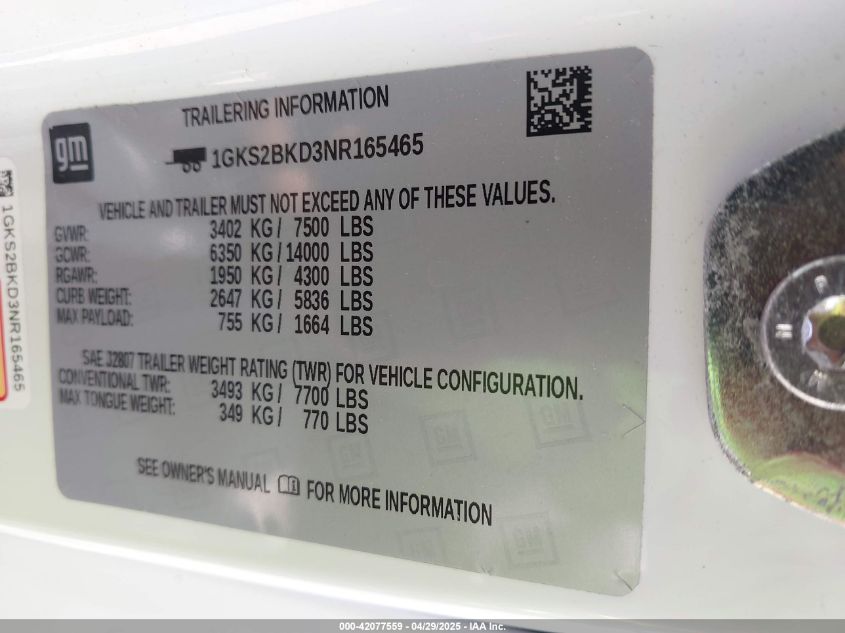 TRAILERING INFORMATION
gm
1GKS2BKD3NR165465
VEHICLE AND TRAILER MUST NOT EXCEED ANY OF THESE VALUES.
GVWR: 3402 KG / 7500 LBS
GCWR: 6350 KG / 14000 LBS
RGAWR: 1950 KG / 4300 LBS
CURB WEIGHT: 2647 KG / 5836 LBS
MAX PAYLOAD: 755 KG / 1664 LBS
SAE J2807 TRAILER WEIGHT RATING (TWR) FOR VEHICLE CONFIGURATION.
CONVENTIONAL TWR: 3493 KG / 7700 LBS
MAX TONGUE WEIGHT: 349 KG / 770 LBS
SEE OWNER'S MANUAL FOR MORE INFORMATION
1GKS2BKD3NR165465
GM
GM
000-42077559 - 04/29/2025 - IAA Inc.